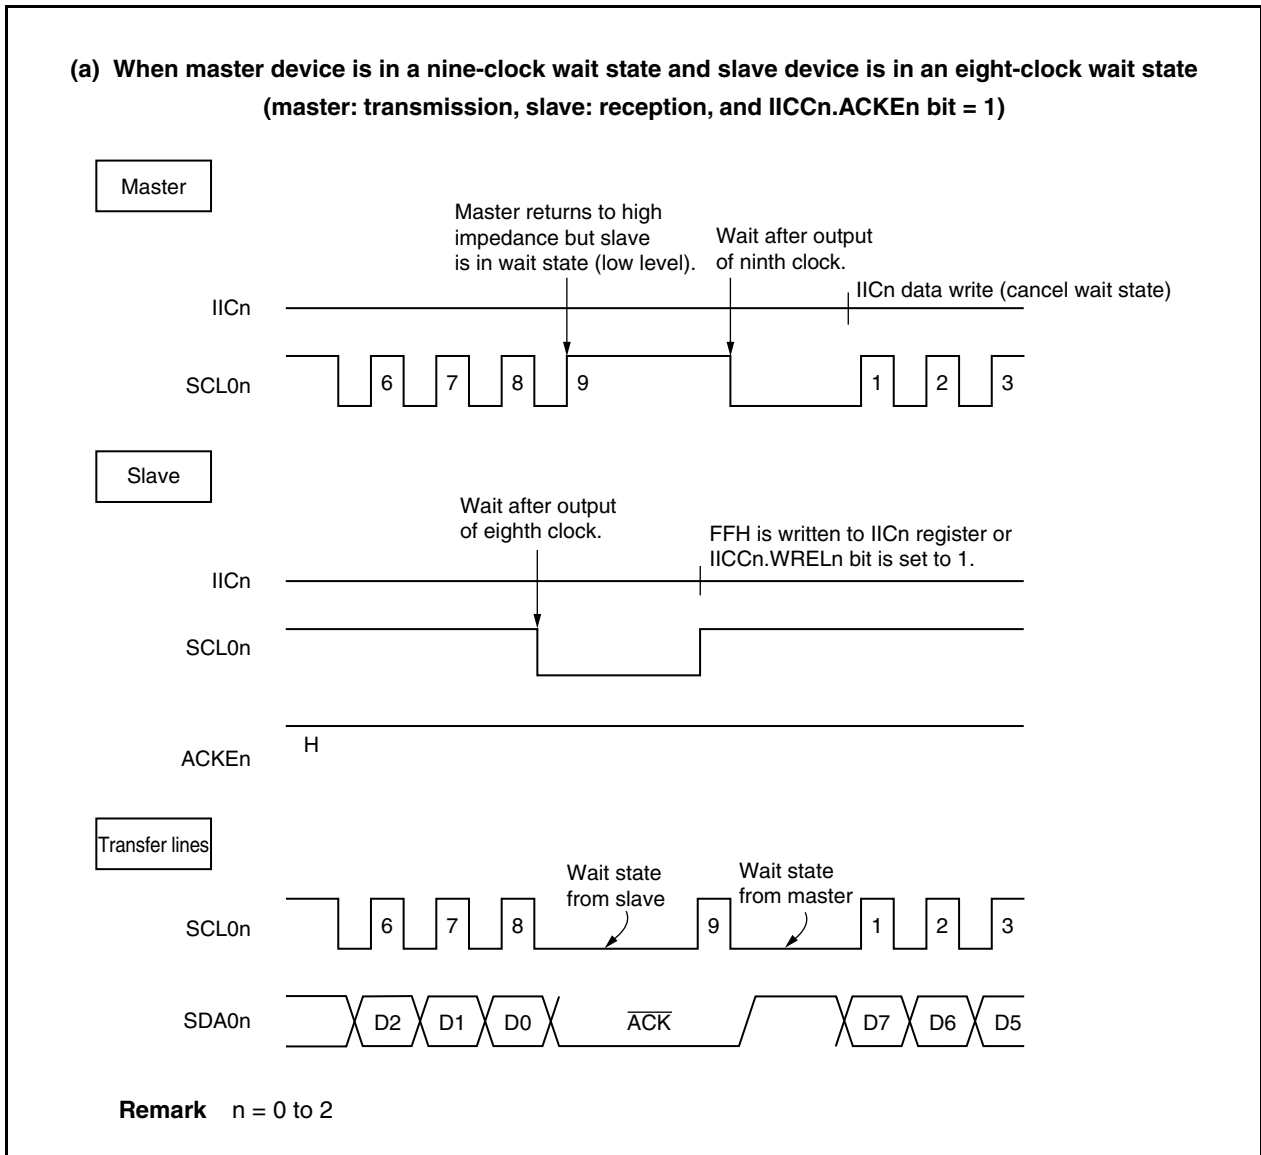 (a) When master device is in a nine-clock wait state and slave device is in an eight-clock wait state
(master: transmission, slave: reception, and IICCn.ACKEn bit = 1)
Master
Master returns to high
impedance but slave
is in wait state (low level).
Wait after output
of ninth clock.
IICn data write (cancel wait state)
IICn
SCL0n
6 7 8 9 1 2 3
Slave
Wait after output
of eighth clock.
FFH is written to IICn register or
IICCn.WRELn bit is set to 1.
IICn
SCL0n
H
ACKEn
Transfer lines
Wait state
from slave
Wait state
from master
SCL0n
6 7 8 9 1 2 3
SDA0n
D2 D1 D0 ACK D7 D6 D5
Remark n = 0 to 2